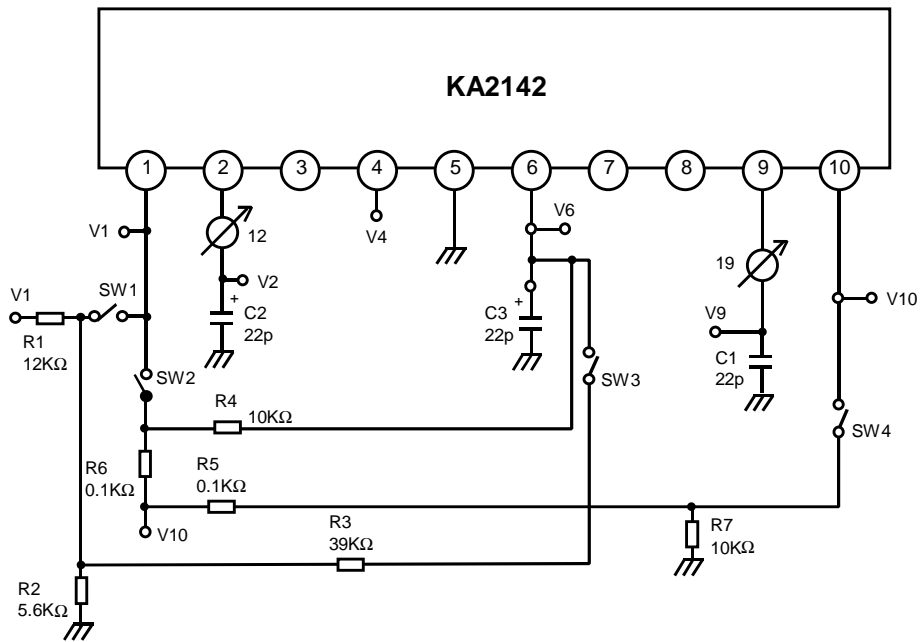 KA2142
1
2
3
4
5
6
7
8
9
10
V1
12
V4
V6
V2
19
V10
V1
SW1
C2
22p
C3
22p
V9
C1
22p
R1
12KΩ
SW2
SW3
R4
10KΩ
SW4
R6
0.1KΩ
R5
0.1KΩ
V10
R3
39KΩ
R7
10KΩ
R2
5.6KΩ
+
+